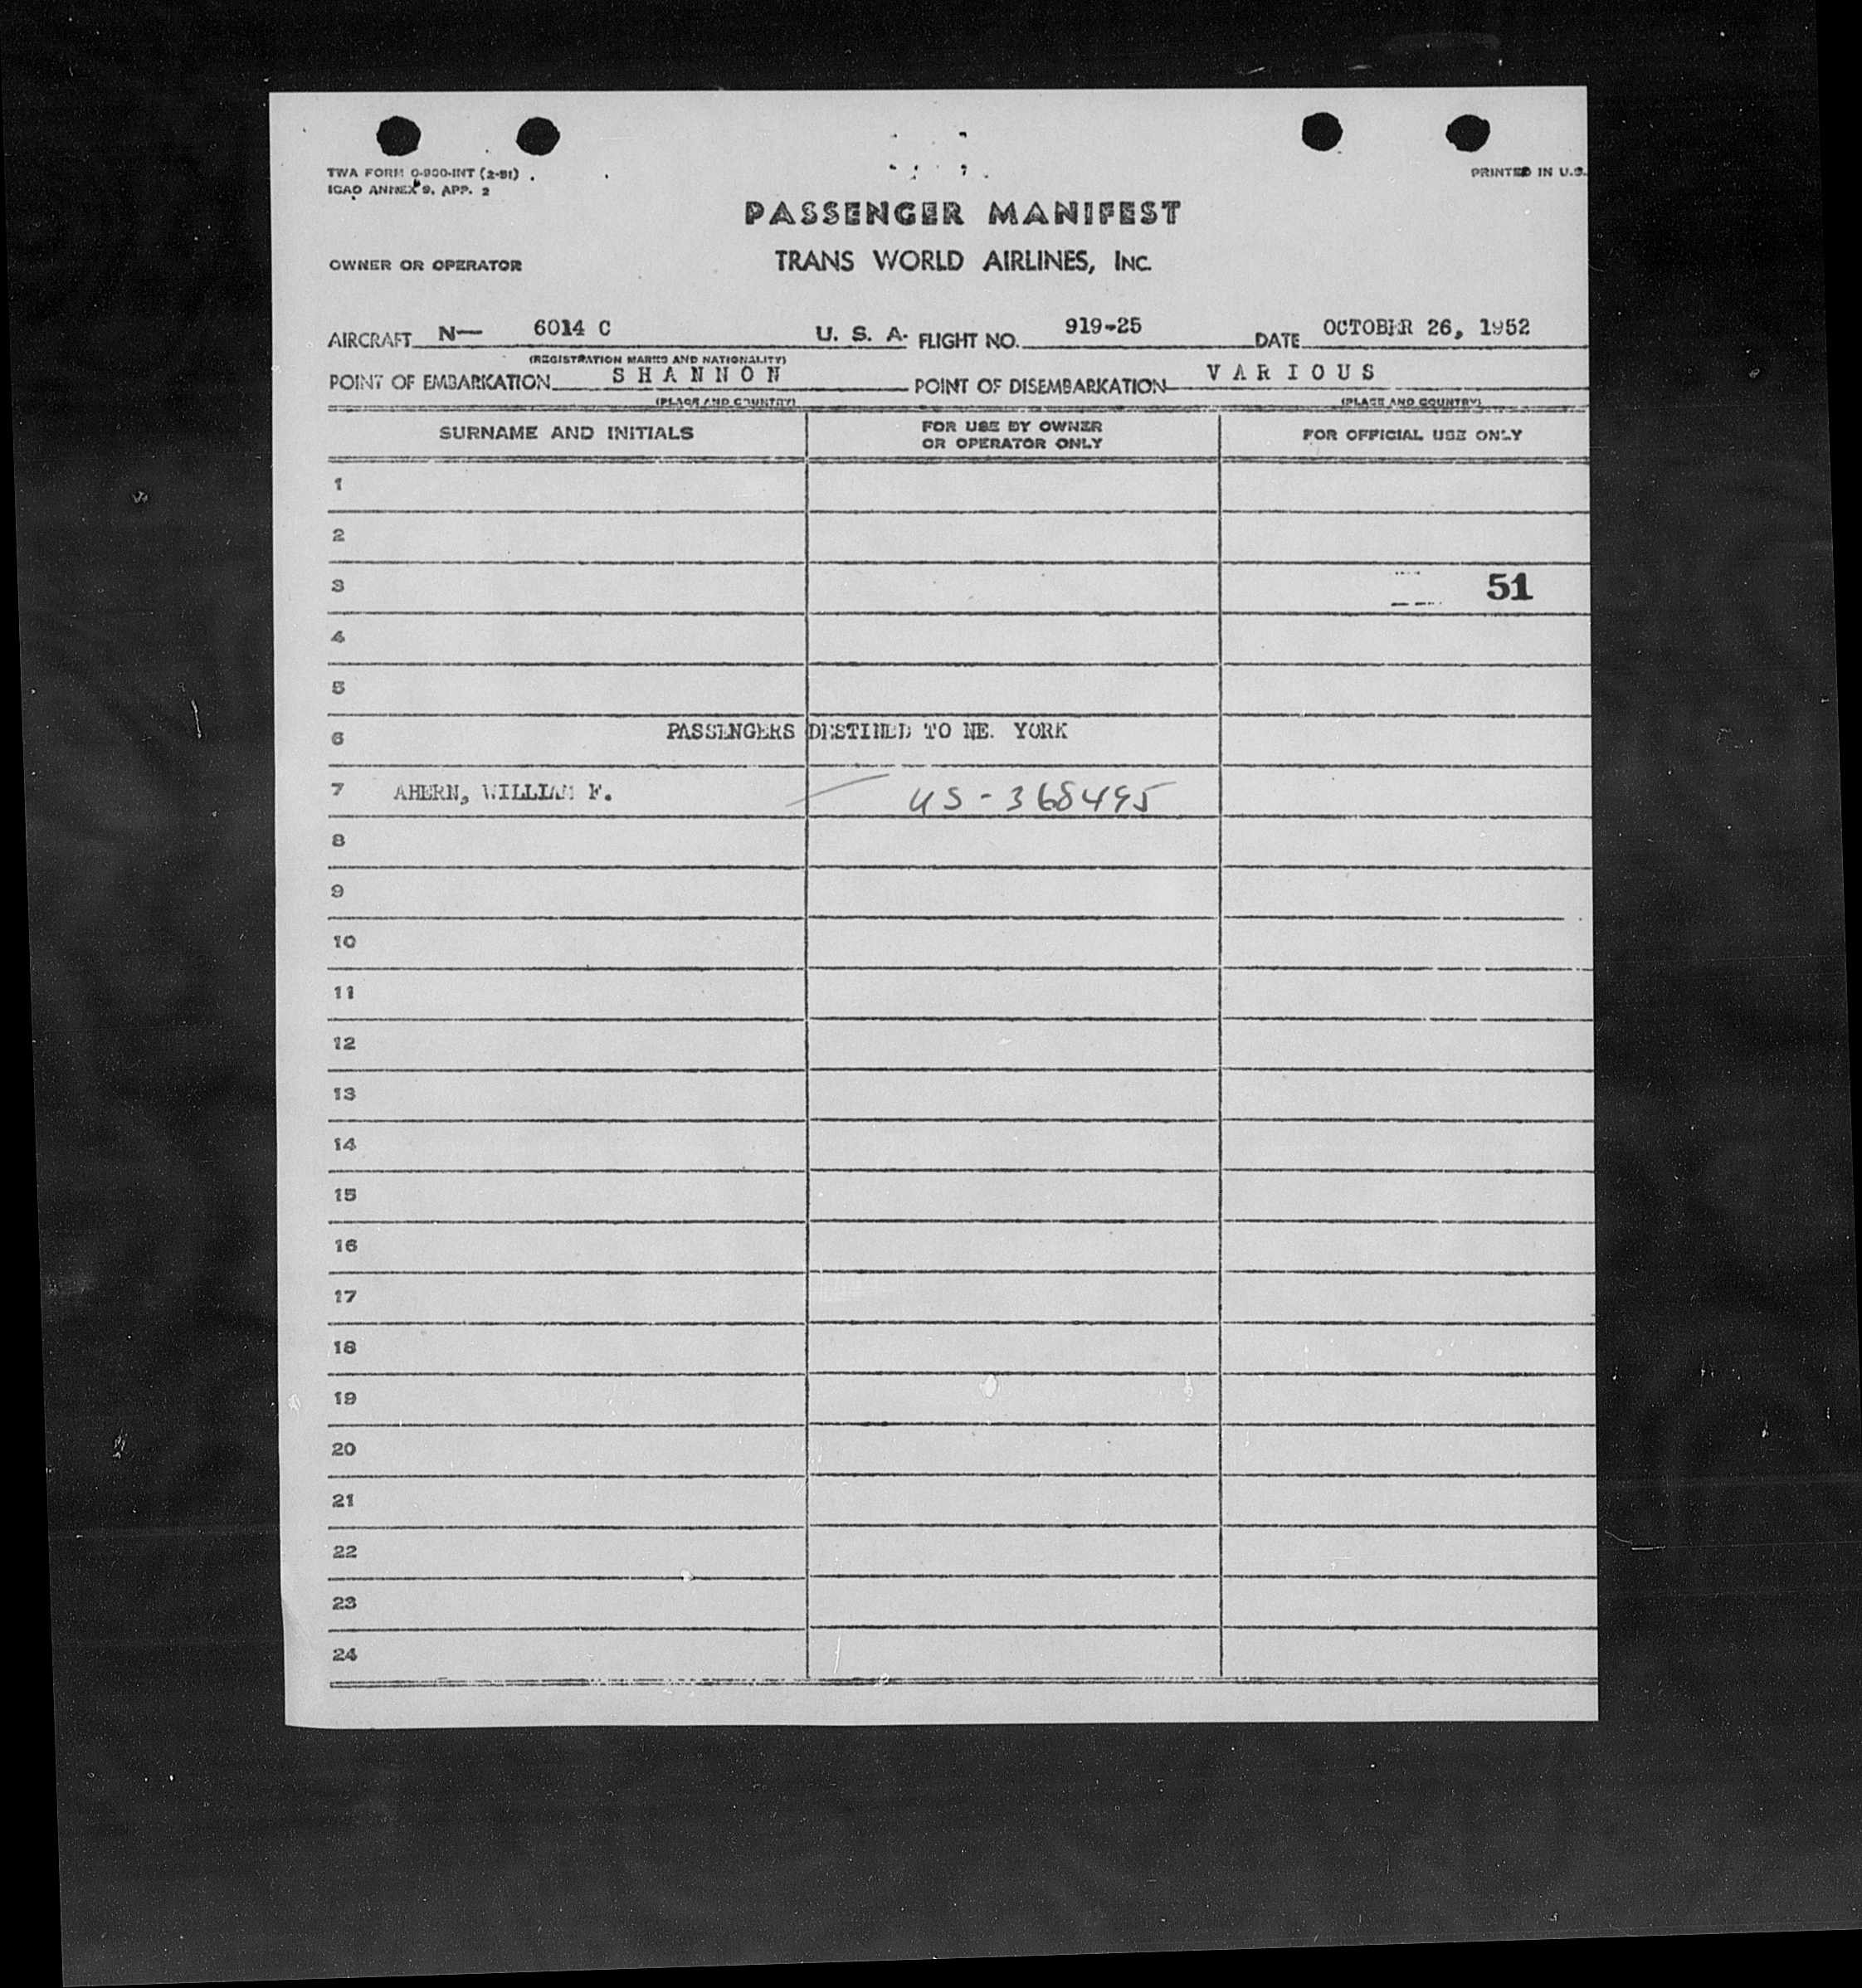 TWA FORM 0-900-INT (2-51)
ICAO ANNEX 9, APP. 2
PRINTED IN U.S.
PASSENGER MANIFEST
OWNER OR OPERATOR TRANS WORLD AIRLINES, INC.
AIRCRAFT N— 6014 C U. S. A. FLIGHT NO. 919-25 DATE OCTOBER 26, 1952
(REGISTRATION MARKS AND NATIONALITY)
POINT OF EMBARKATION S H A N N O N POINT OF DISEMBARKATION V A R I O U S
(PLACE AND COUNTRY) (PLACE AND COUNTRY)
SURNAME AND INITIALS FOR USE BY OWNER OR OPERATOR ONLY FOR OFFICIAL USE ONLY
1
2
3 51
4
5
6 PASSENGERS DESTINED TO NE. YORK
7 AHERN, WILLIAM F. US-368495
8
9
10
11
12
13
14
15
16
17
18
19
20
21
22
23
24